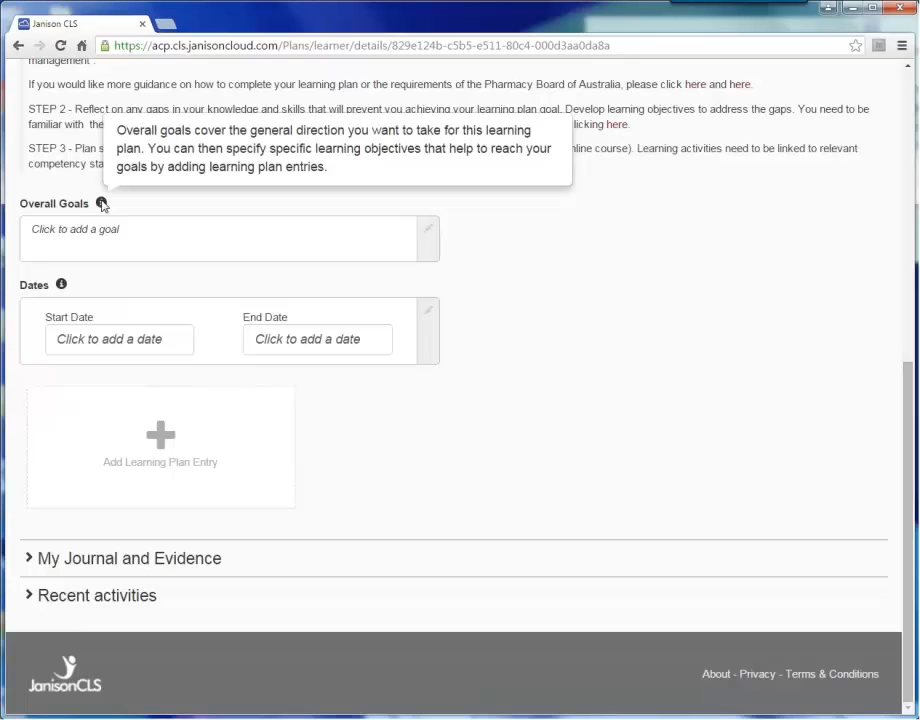 Janison CLS
https://acp.cls.janisoncloud.com/Plans/learner/details/829e124b-c5b5-e511-80c4-000d3aa0da8a
management .
If you would like more guidance on how to complete your learning plan or the requirements of the Pharmacy Board of Australia, please click here and here.
STEP 2 - Reflect on any gaps in your knowledge and skills that will prevent you achieving your learning plan goal. Develop learning objectives to address the gaps. You need to be
familiar with the licking here.
STEP 3 - Plan s nline course). Learning activities need to be linked to relevant
competency sta
Overall goals cover the general direction you want to take for this learning
plan. You can then specify specific learning objectives that help to reach your
goals by adding learning plan entries.
Overall Goals
Click to add a goal
Dates
Start Date End Date
Click to add a date Click to add a date
Add Learning Plan Entry
My Journal and Evidence
Recent activities
JanisonCLS
About - Privacy - Terms & Conditions